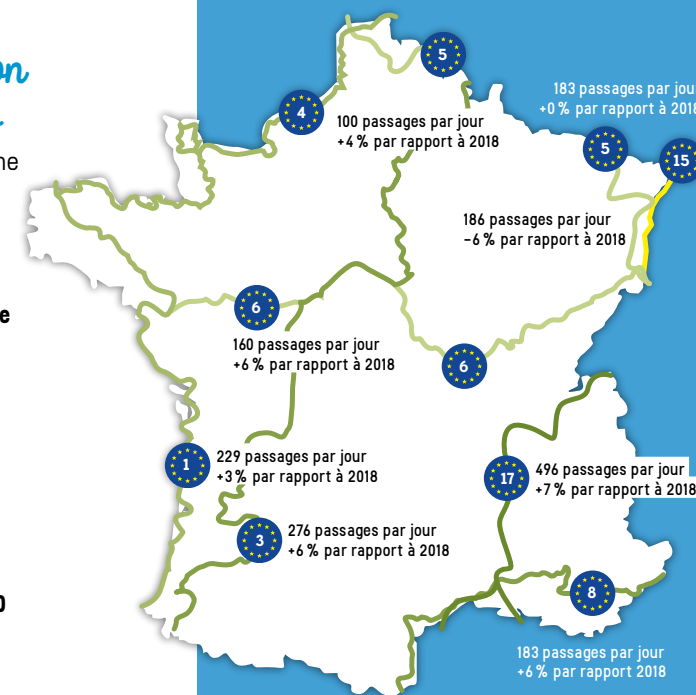 on
5
4
183 passages par jour
+0 % par rapport à 2018
ne
100 passages par jour
+4 % par rapport à 2018
5
15
186 passages par jour
-6 % par rapport à 2018
e
6
160 passages par jour
+6 % par rapport à 2018
6
1
229 passages par jour
+3 % par rapport à 2018
17
496 passages par jour
+7 % par rapport à 2018
3
276 passages par jour
+6 % par rapport à 2018
8
183 passages par jour
+6 % par rapport 2018